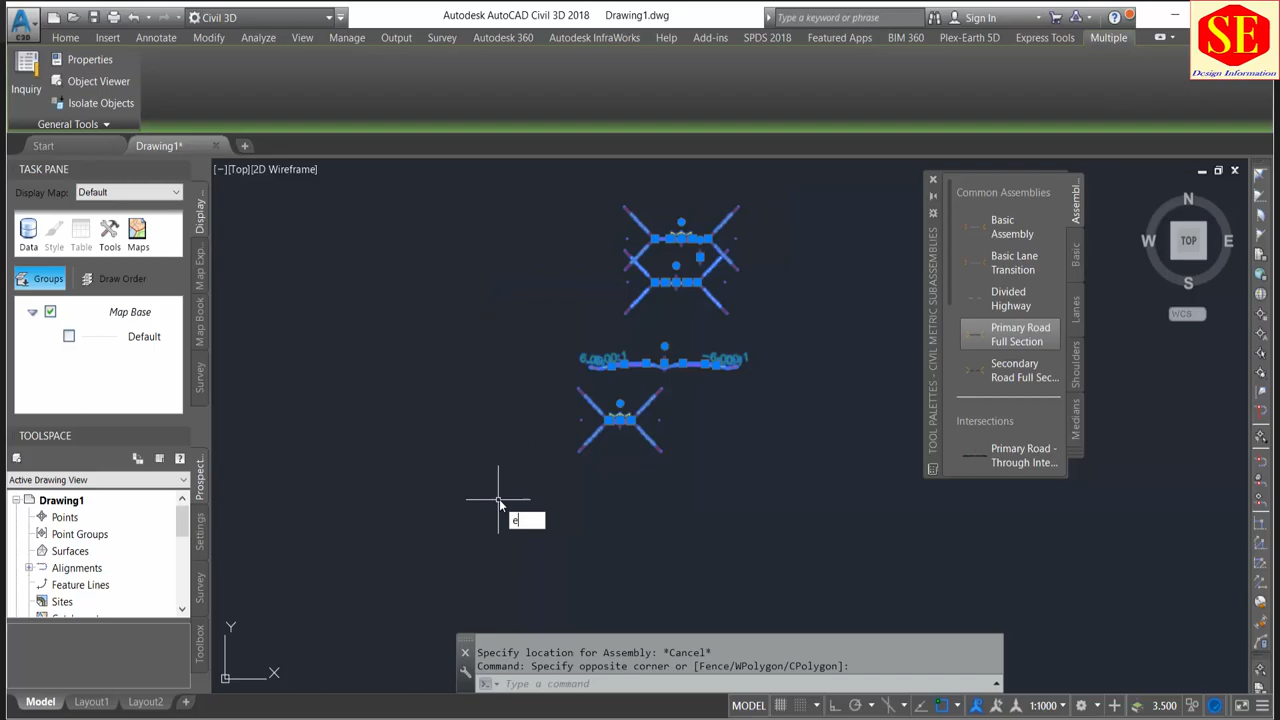 Civil 3D
Autodesk AutoCAD Civil 3D 2018 Drawing1.dwg
Type a keyword or phrase
Sign In
SE
Design Information
C3D
Home Insert Annotate Modify Analyze View Manage Output Survey Autodesk 360 Autodesk InfraWorks Help Add-ins SPDS 2018 Featured Apps BIM 360 Plex-Earth 5D Express Tools Multiple
Inquiry
Properties
Object Viewer
Isolate Objects
General Tools
Start
Drawing1*
TASK PANE
Display Map: Default
Data Style Table Tools Maps
Groups Draw Order
Map Base
Default
Display...
Map Exp...
Map Book
Survey
TOOLSPACE
Active Drawing View
Drawing1
Points
Point Groups
Surfaces
Alignments
Feature Lines
Sites
Prospect...
Settings
Survey
Toolbox
[−][Top][2D Wireframe]
e
Y
X
TOOL PALETTES - CIVIL METRIC SUBASSEMBLIES
Common Assemblies
Basic
Assembly
Basic Lane
Transition
Divided
Highway
Primary Road
Full Section
Secondary
Road Full Sec...
Intersections
Primary Road -
Through Inte...
Assembl...
Basic
Lanes
Shoulders
Medians
N
W TOP E
S
WCS
Specify location for Assembly: *Cancel*
Command: Specify opposite corner or [Fence/WPolygon/CPolygon]:
Type a command
Model Layout1 Layout2
MODEL
1:1000
3.500